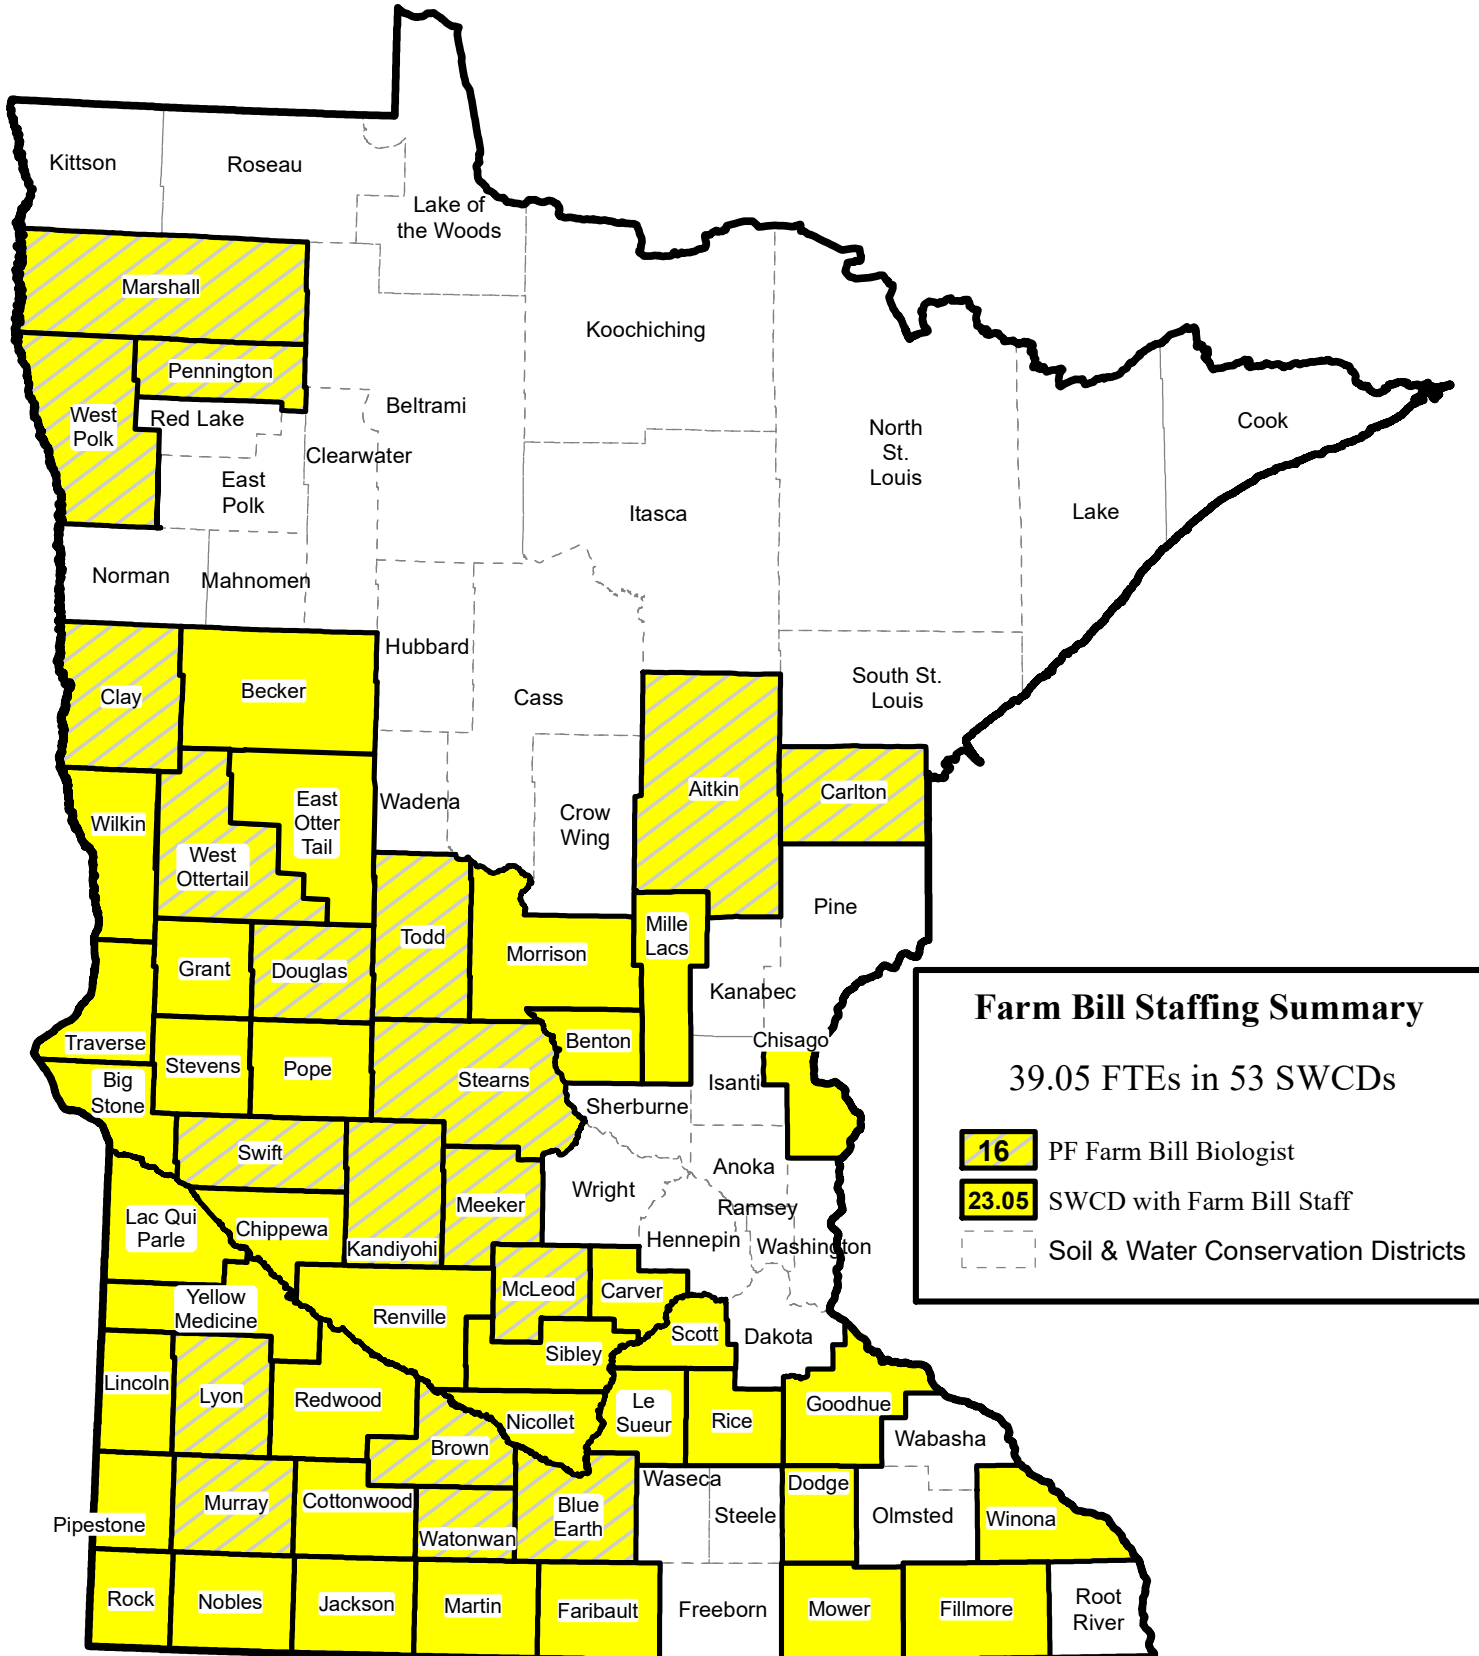 Kittson
Roseau
Lake of
the Woods
Marshall
Koochiching
Pennington
Beltrami
West
Polk
Red Lake
Cook
North
St.
Louis
Clearwater
East
Polk
Itasca
Lake
Norman
Mahnomen
Hubbard
Clay
Becker
Cass
South St.
Louis
Aitkin
Carlton
Wadena
East
Otter
Tail
Wilkin
Crow
Wing
West
Ottertail
Pine
Mille
Lacs
Todd
Morrison
Grant
Douglas
Kanabec
Traverse
Benton
Chisago
Stevens
Pope
Stearns
Isanti
Big
Stone
Sherburne
Swift
Anoka
Wright
Meeker
Ramsey
Lac Qui
Parle
Chippewa
Kandiyohi
Hennepin
Washington
McLeod
Carver
Yellow
Medicine
Renville
Scott
Dakota
Sibley
Lincoln
Lyon
Redwood
Nicollet
Le
Sueur
Rice
Goodhue
Brown
Wabasha
Waseca
Dodge
Murray
Cottonwood
Blue
Earth
Steele
Olmsted
Winona
Pipestone
Watonwan
Rock
Nobles
Jackson
Martin
Faribault
Freeborn
Mower
Fillmore
Root
River
Farm Bill Staffing Summary
39.05 FTEs in 53 SWCDs
16 PF Farm Bill Biologist
23.05 SWCD with Farm Bill Staff
Soil & Water Conservation Districts